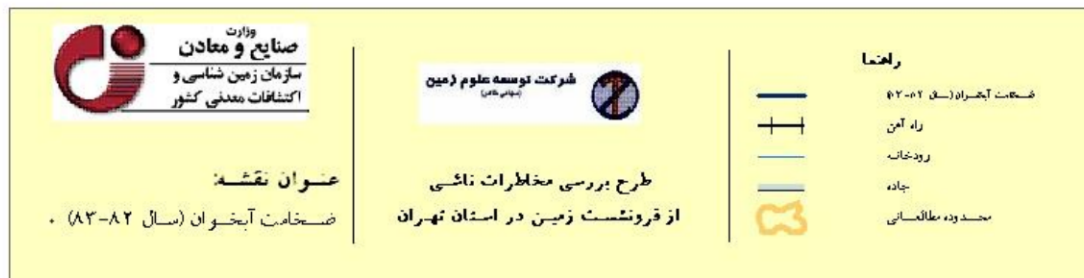 وزارت
صنایع و معادن
سازمان زمین شناسی و
اکتشافات معدنی کشور
عنوان نقشه:
ضخامت آبخوان (سال ۸۲-۸۳)
شرکت توسعه علوم زمین
(سهامی خاص)
طرح بررسی مخاطرات ناشی
از فرونشست زمین در استان تهران
راهنما
ضخامت آبخوان (سال ۸۲-۸۳)
راه آهن
رودخانه
جاده
محدوده مطالعاتی